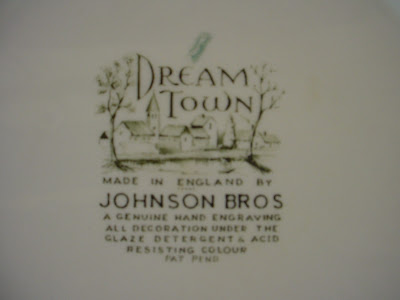 DREAM
TOWN
MADE IN ENGLAND BY
JOHNSON BROS
A GENUINE HAND ENGRAVING
ALL DECORATION UNDER THE
GLAZE DETERGENT & ACID
RESISTING COLOUR
PAT PEND